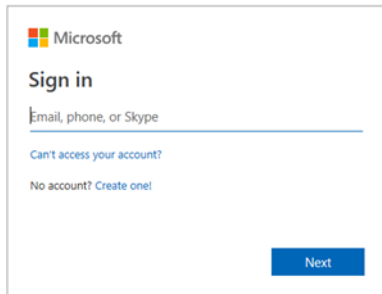 Microsoft
Sign in
Email, phone, or Skype
Can't access your account?
No account? Create one!
Next